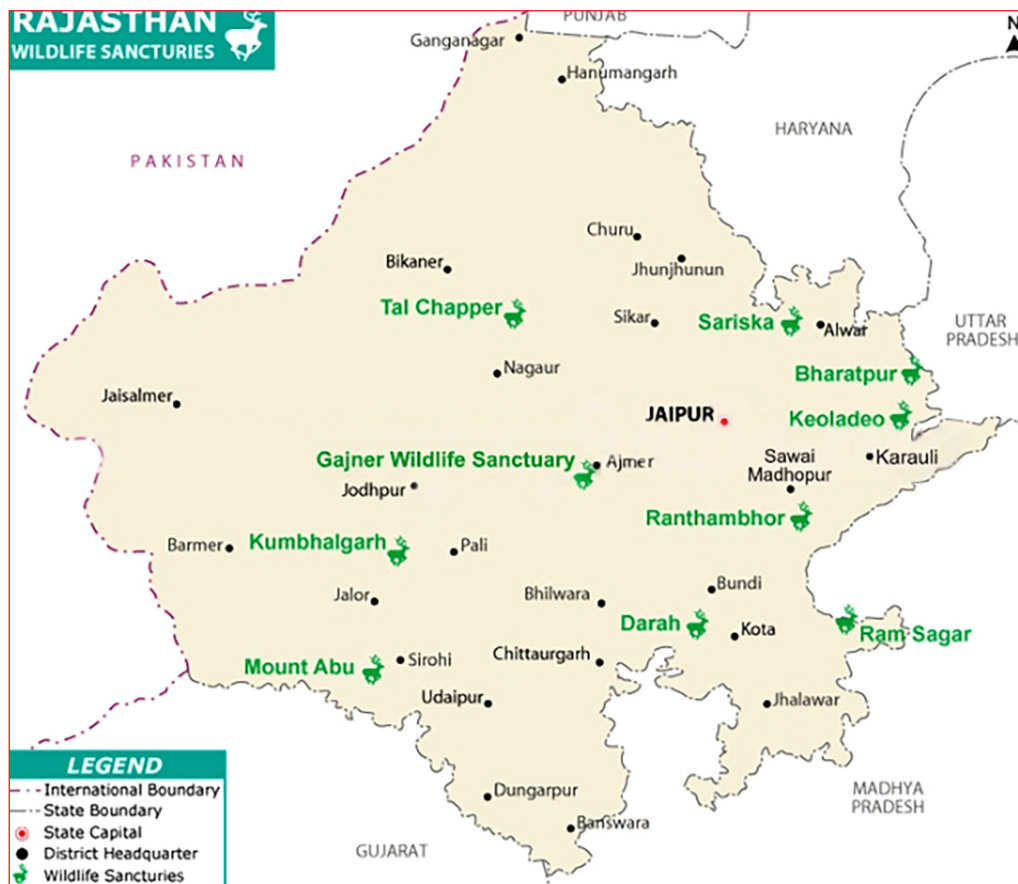 RAJASTHAN
WILDLIFE SANCTURIES
PUNJAB
N
Ganganagar
Hanumangarh
HARYANA
PAKISTAN
Churu
Bikaner
Jhunjhunun
Tal Chapper
Sikar
Sariska
Alwar
UTTAR
PRADESH
Nagaur
Bharatpur
Jaisalmer
JAIPUR
Keoladeo
Gajner Wildlife Sanctuary
Ajmer
Sawai
Madhopur
Karauli
Jodhpur
Ranthambhor
Barmer
Kumbhalgarh
Pali
Jalor
Bhilwara
Bundi
Darah
Kota
Ram Sagar
Mount Abu
Sirohi
Chittaurgarh
Udaipur
Jhalawar
LEGEND
International Boundary
State Boundary
State Capital
District Headquarter
Wildlife Sancturies
Dungarpur
Banswara
MADHYA
PRADESH
GUJARAT